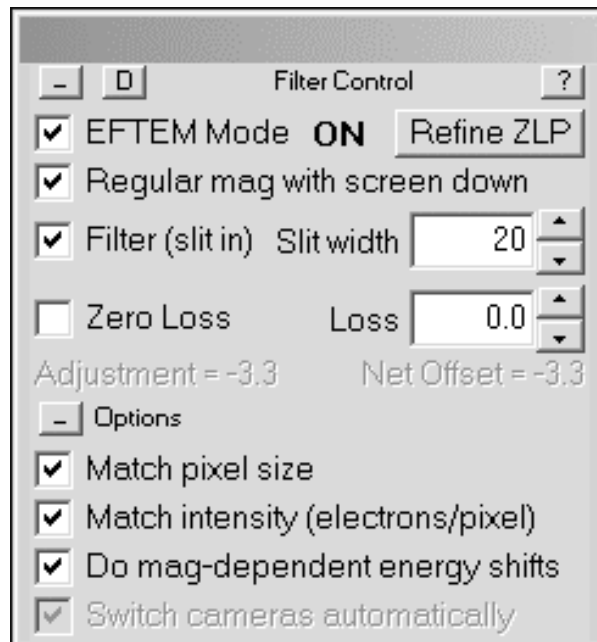 – D Filter Control ?
EFTEM Mode ON Refine ZLP
Regular mag with screen down
Filter (slit in) Slit width 20
Zero Loss Loss 0.0
Adjustment = -3.3 Net Offset = -3.3
– Options
Match pixel size
Match intensity (electrons/pixel)
Do mag-dependent energy shifts
Switch cameras automatically